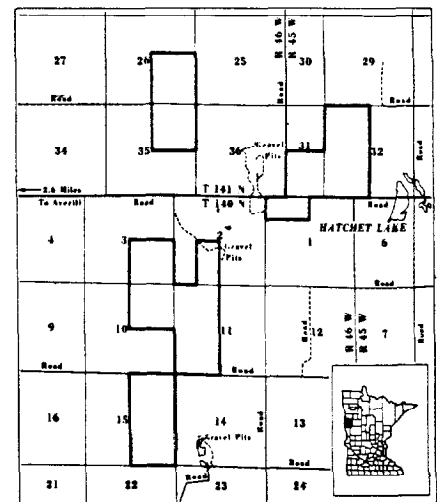 27 26 25 30 29
R 46 W
R 45 W
Road
Road
Road
Road
34 35 36 31 32
Gravel
Pits
2.6 Miles
T 141 N
To Averill
Road
T 140 N
Road
HATCHET LAKE
4 3 2 1 6
Gravel
Pits
Road
Road
9 10 11 12 7
R 46 W
R 45 W
Road
Road
16 15 14 13
Gravel Pits
Road
Road
21 22 23 24